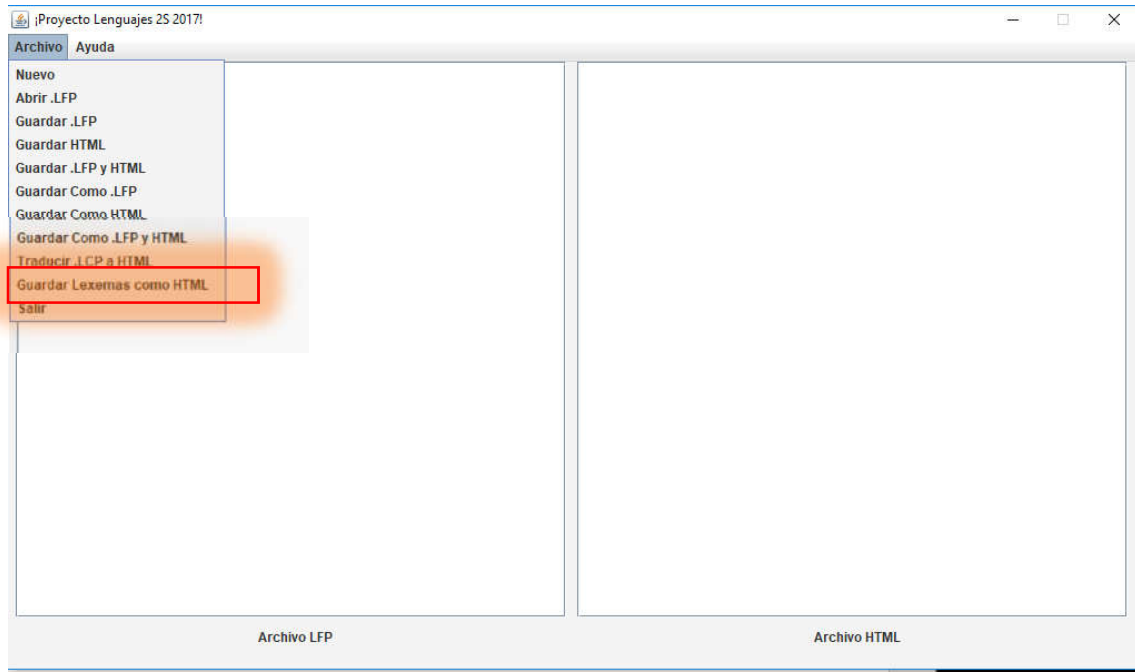 ¡Proyecto Lenguajes 2S 2017!
Archivo Ayuda
Nuevo
Abrir .LFP
Guardar .LFP
Guardar HTML
Guardar .LFP y HTML
Guardar Como .LFP
Guardar Como HTML
Guardar Como .LFP y HTML
Traducir .LCP a HTML
Guardar Lexemas como HTML
Salir
Archivo LFP
Archivo HTML